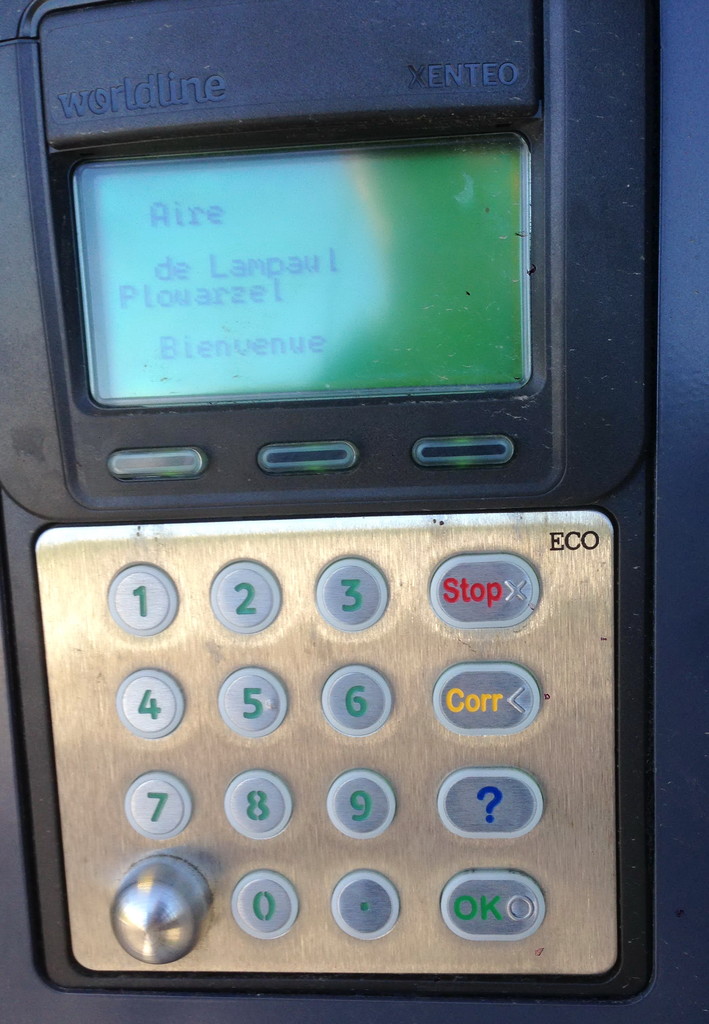 worldline XENTEO
Aire
de Lampaul
Plouarzel
Bienvenue
ECO
1 2 3 Stop
4 5 6 Corr
7 8 9 ?
0 . OK